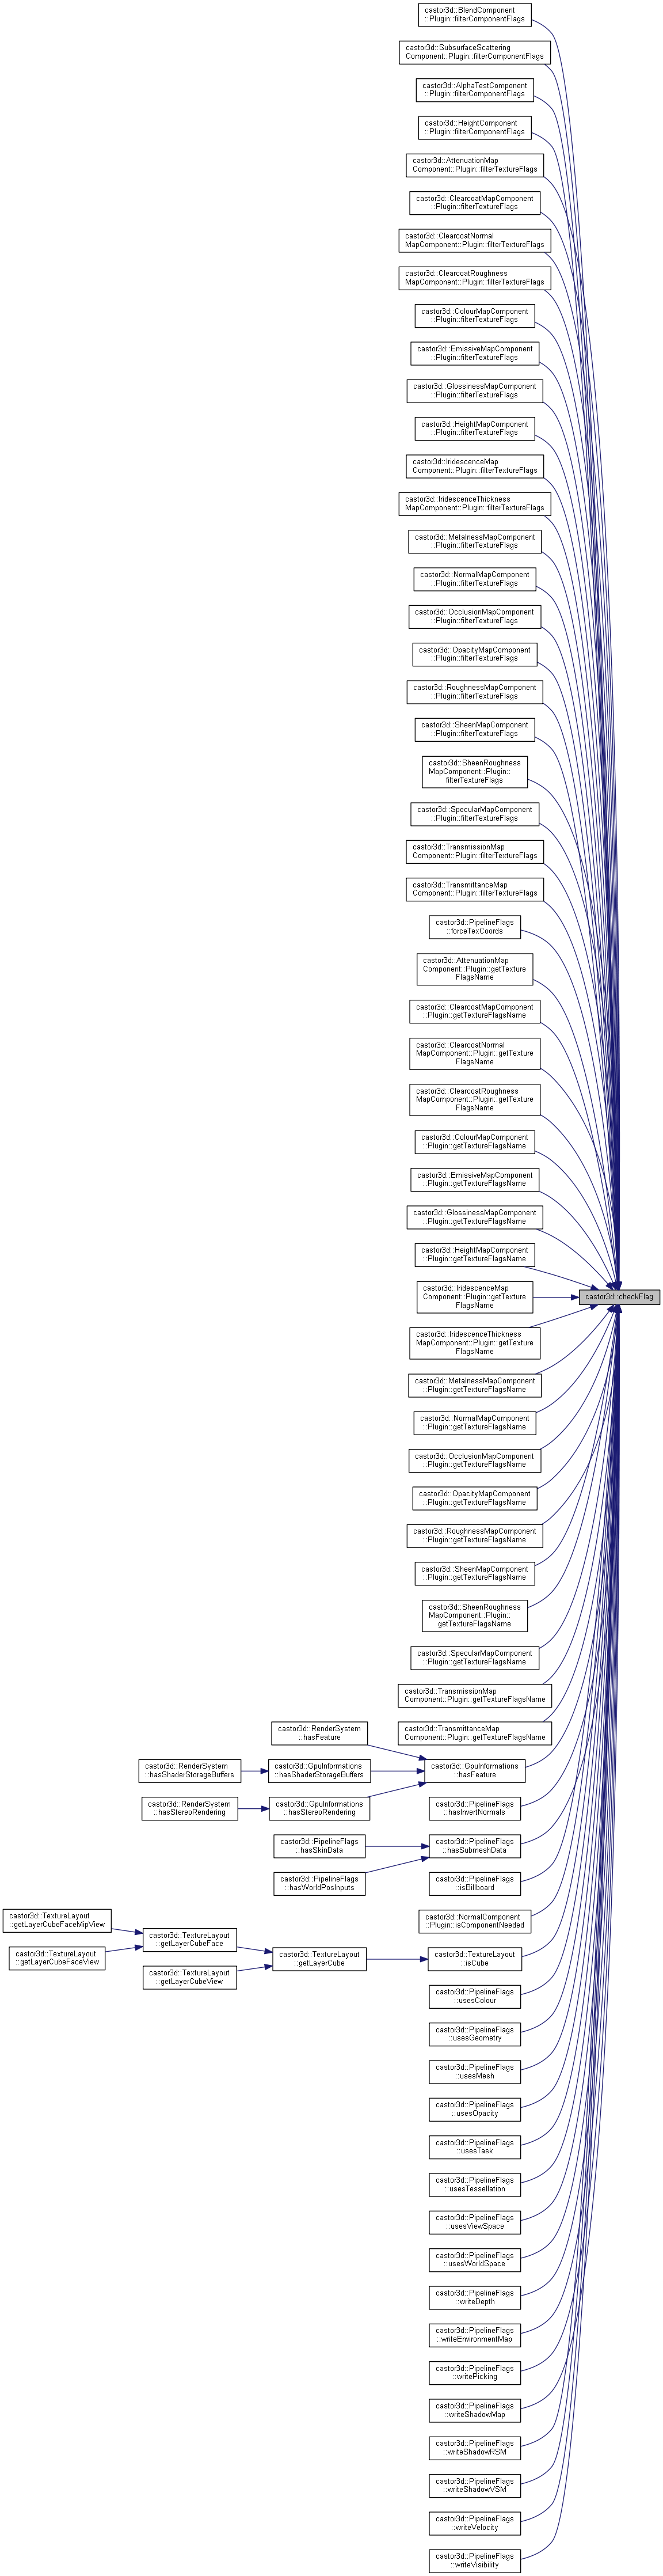 castor3d::BlendComponent
::Plugin::filterComponentFlags
castor3d::SubsurfaceScattering
Component::Plugin::filterComponentFlags
castor3d::AlphaTestComponent
::Plugin::filterComponentFlags
castor3d::HeightComponent
::Plugin::filterComponentFlags
castor3d::AttenuationMap
Component::Plugin::filterTextureFlags
castor3d::ClearcoatMapComponent
::Plugin::filterTextureFlags
castor3d::ClearcoatNormal
MapComponent::Plugin::filterTextureFlags
castor3d::ClearcoatRoughness
MapComponent::Plugin::filterTextureFlags
castor3d::ColourMapComponent
::Plugin::filterTextureFlags
castor3d::EmissiveMapComponent
::Plugin::filterTextureFlags
castor3d::GlossinessMapComponent
::Plugin::filterTextureFlags
castor3d::HeightMapComponent
::Plugin::filterTextureFlags
castor3d::IridescenceMap
Component::Plugin::filterTextureFlags
castor3d::IridescenceThickness
MapComponent::Plugin::filterTextureFlags
castor3d::MetalnessMapComponent
::Plugin::filterTextureFlags
castor3d::NormalMapComponent
::Plugin::filterTextureFlags
castor3d::OcclusionMapComponent
::Plugin::filterTextureFlags
castor3d::OpacityMapComponent
::Plugin::filterTextureFlags
castor3d::RoughnessMapComponent
::Plugin::filterTextureFlags
castor3d::SheenMapComponent
::Plugin::filterTextureFlags
castor3d::SheenRoughness
MapComponent::Plugin::
filterTextureFlags
castor3d::SpecularMapComponent
::Plugin::filterTextureFlags
castor3d::TransmissionMap
Component::Plugin::filterTextureFlags
castor3d::TransmittanceMap
Component::Plugin::filterTextureFlags
castor3d::PipelineFlags
::forceTexCoords
castor3d::AttenuationMap
Component::Plugin::getTexture
FlagsName
castor3d::ClearcoatMapComponent
::Plugin::getTextureFlagsName
castor3d::ClearcoatNormal
MapComponent::Plugin::getTexture
FlagsName
castor3d::ClearcoatRoughness
MapComponent::Plugin::getTexture
FlagsName
castor3d::ColourMapComponent
::Plugin::getTextureFlagsName
castor3d::EmissiveMapComponent
::Plugin::getTextureFlagsName
castor3d::GlossinessMapComponent
::Plugin::getTextureFlagsName
castor3d::HeightMapComponent
::Plugin::getTextureFlagsName
castor3d::checkFlag
castor3d::IridescenceMap
Component::Plugin::getTexture
FlagsName
castor3d::IridescenceThickness
MapComponent::Plugin::getTexture
FlagsName
castor3d::MetalnessMapComponent
::Plugin::getTextureFlagsName
castor3d::NormalMapComponent
::Plugin::getTextureFlagsName
castor3d::OcclusionMapComponent
::Plugin::getTextureFlagsName
castor3d::OpacityMapComponent
::Plugin::getTextureFlagsName
castor3d::RoughnessMapComponent
::Plugin::getTextureFlagsName
castor3d::SheenMapComponent
::Plugin::getTextureFlagsName
castor3d::SheenRoughness
MapComponent::Plugin::
getTextureFlagsName
castor3d::SpecularMapComponent
::Plugin::getTextureFlagsName
castor3d::TransmissionMap
Component::Plugin::getTextureFlagsName
castor3d::RenderSystem
::hasFeature
castor3d::TransmittanceMap
Component::Plugin::getTextureFlagsName
castor3d::RenderSystem
::hasShaderStorageBuffers
castor3d::GpuInformations
::hasShaderStorageBuffers
castor3d::GpuInformations
::hasFeature
castor3d::RenderSystem
::hasStereoRendering
castor3d::GpuInformations
::hasStereoRendering
castor3d::PipelineFlags
::hasInvertNormals
castor3d::PipelineFlags
::hasSkinData
castor3d::PipelineFlags
::hasSubmeshData
castor3d::PipelineFlags
::hasWorldPosInputs
castor3d::PipelineFlags
::isBillboard
castor3d::TextureLayout
::getLayerCubeFaceMipView
castor3d::NormalComponent
::Plugin::isComponentNeeded
castor3d::TextureLayout
::getLayerCubeFace
castor3d::TextureLayout
::getLayerCubeFaceView
castor3d::TextureLayout
::getLayerCube
castor3d::TextureLayout
::isCube
castor3d::TextureLayout
::getLayerCubeView
castor3d::PipelineFlags
::usesColour
castor3d::PipelineFlags
::usesGeometry
castor3d::PipelineFlags
::usesMesh
castor3d::PipelineFlags
::usesOpacity
castor3d::PipelineFlags
::usesTask
castor3d::PipelineFlags
::usesTessellation
castor3d::PipelineFlags
::usesViewSpace
castor3d::PipelineFlags
::usesWorldSpace
castor3d::PipelineFlags
::writeDepth
castor3d::PipelineFlags
::writeEnvironmentMap
castor3d::PipelineFlags
::writePicking
castor3d::PipelineFlags
::writeShadowMap
castor3d::PipelineFlags
::writeShadowRSM
castor3d::PipelineFlags
::writeShadowVSM
castor3d::PipelineFlags
::writeVelocity
castor3d::PipelineFlags
::writeVisibility